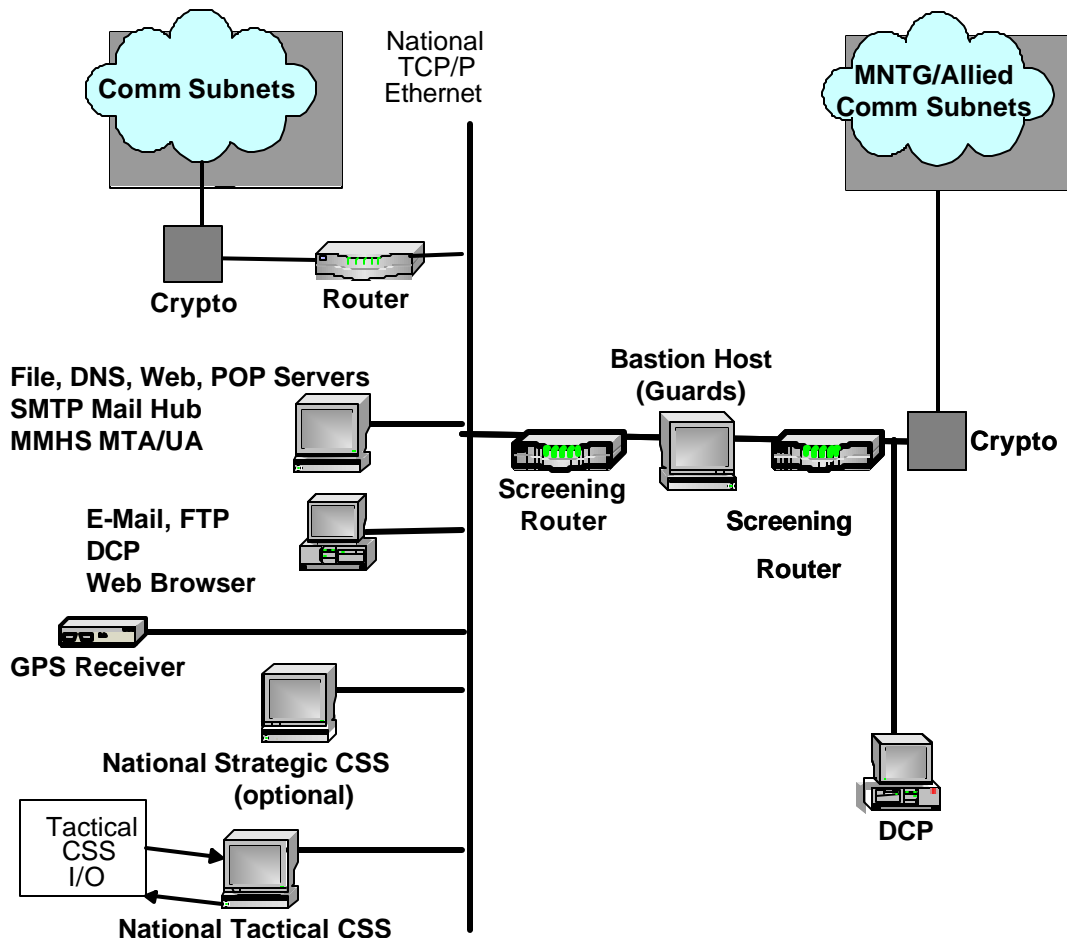 Comm Subnets
National
TCP/P
Ethernet
MNTG/Allied
Comm Subnets
Crypto
Router
File, DNS, Web, POP Servers
SMTP Mail Hub
MMHS MTA/UA
Bastion Host
(Guards)
Screening
Router
Screening
Router
Crypto
E-Mail, FTP
DCP
Web Browser
GPS Receiver
National Strategic CSS
(optional)
DCP
Tactical
CSS
I/O
National Tactical CSS